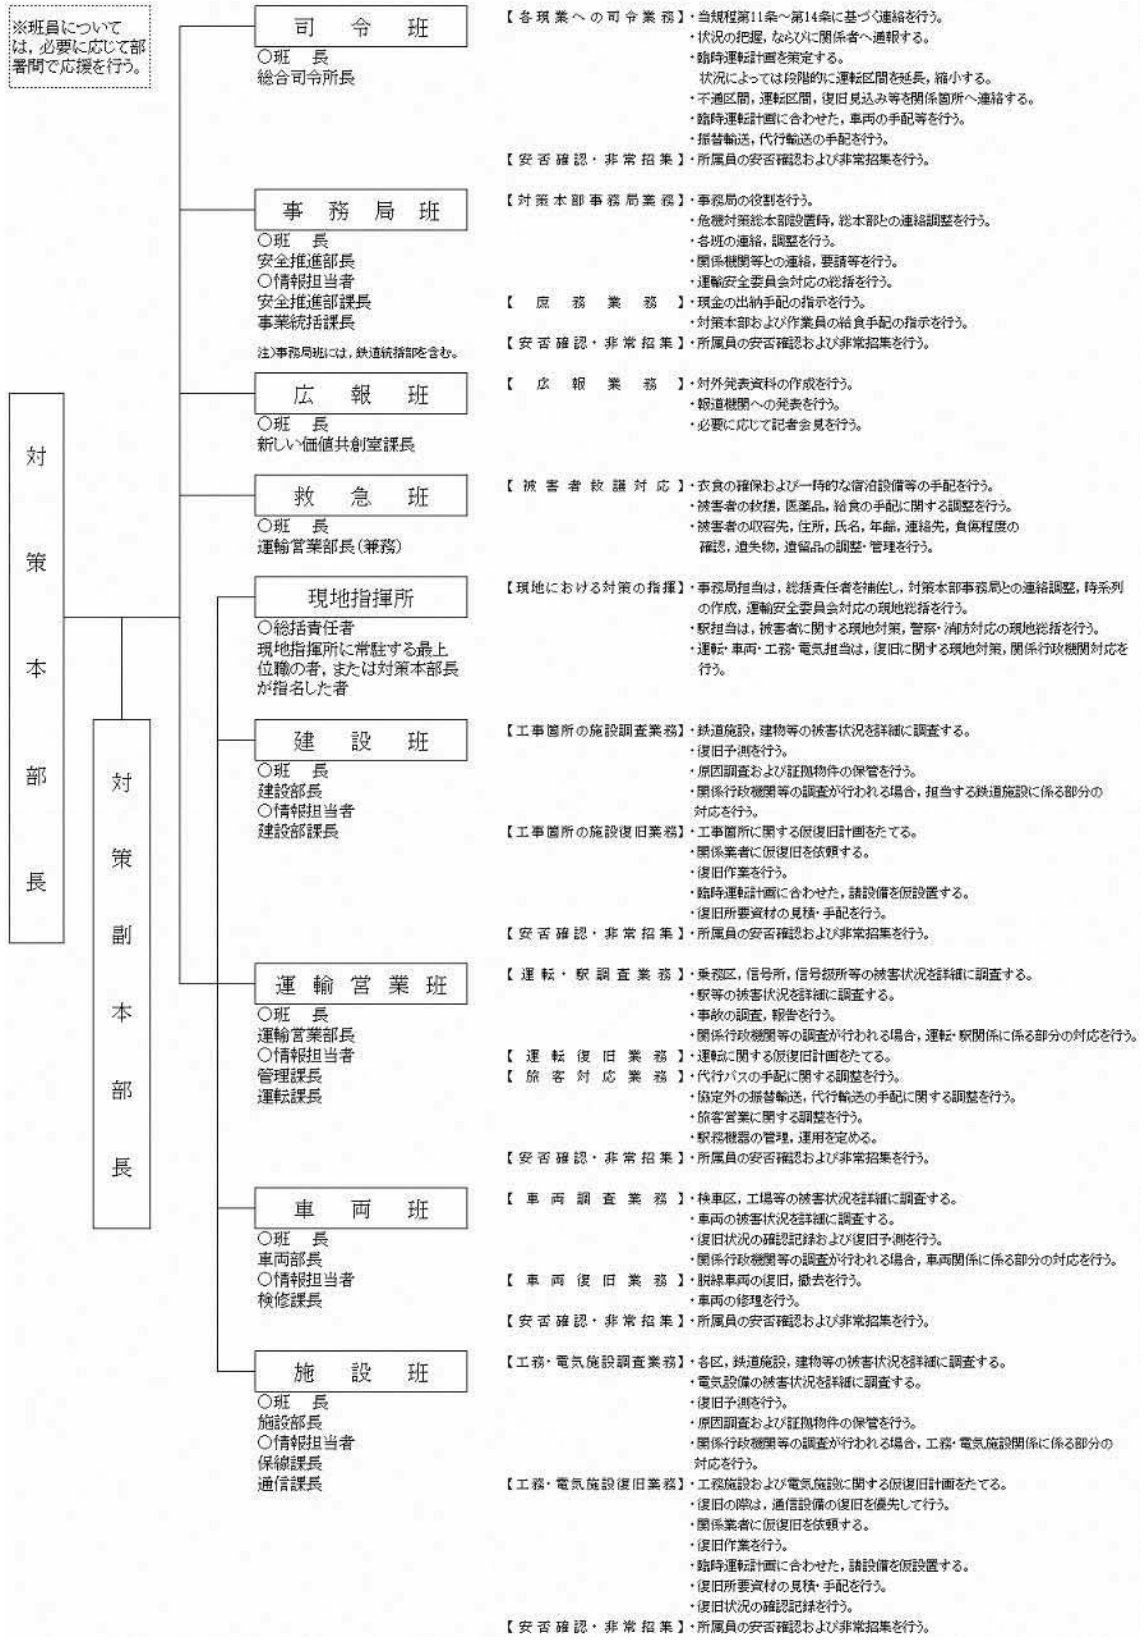 ※班員について
は，必要に応じて部
署間で応援を行う。
対策本部長
対策副本部長
司令班
〇班　長
総合司令所長
【各現業への司令業務】・当規程第11条～第14条に基づく連絡を行う。
・状況の把握，ならびに関係者へ通報する。
・臨時運転計画を策定する。
状況によっては段階的に運転区間を延長，縮小する。
・不通区間，運転区間，復旧見込み等を関係箇所へ連絡する。
・臨時運転計画に合わせた，車両の手配等を行う。
・振替輸送，代行輸送の手配を行う。
【安否確認・非常招集】・所属員の安否確認および非常招集を行う。
事務局班
〇班　長
安全推進部長
〇情報担当者
安全推進部課長
事業統括課長
注）事務局班には，鉄道統括部を含む。
【対策本部事務局業務】・事務局の役割を行う。
・危機対策総本部設置時，総本部との連絡調整を行う。
・各班の連絡，調整を行う。
・関係機関等との連絡，要請等を行う。
・運輸安全委員会対応の総括を行う。
【庶務業務】・現金の出納手配の指示を行う。
・対策本部および作業員の給食手配の指示を行う。
【安否確認・非常招集】・所属員の安否確認および非常招集を行う。
広報班
〇班　長
新しい価値共創室課長
【広報業務】・対外発表資料の作成を行う。
・報道機関への発表を行う。
・必要に応じて記者会見を行う。
救急班
〇班　長
運輸営業部長（兼務）
【被害者救護対応】・衣食の確保および一時的な宿泊設備等の手配を行う。
・被害者の救援，医薬品，給食の手配に関する調整を行う。
・被害者の収容先，住所，氏名，年齢，連絡先，負傷程度の
確認，遺失物，遺留品の調整・管理を行う。
現地指揮所
〇総括責任者
現地指揮所に常駐する最上
位職の者，または対策本部長
が指名した者
【現地における対策の指揮】・事務局担当は，総括責任者を補佐し，対策本部事務局との連絡調整，時系列
の作成，運輸安全委員会対応の現地総括を行う。
・駅担当は，被害者に関する現地対策，警察・消防対応の現地総括を行う。
・運転・車両・工務・電気担当は，復旧に関する現地対策，関係行政機関対応を
行う。
建設班
〇班　長
建設部長
〇情報担当者
建設部課長
【工事箇所の施設調査業務】・鉄道施設，建物等の被害状況を詳細に調査する。
・復旧予測を行う。
・原因調査および証拠物件の保管を行う。
・関係行政機関等の調査が行われる場合，担当する鉄道施設に係る部分の
対応を行う。
【工事箇所の施設復旧業務】・工事箇所に関する仮復旧計画をたてる。
・関係業者に仮復旧を依頼する。
・復旧作業を行う。
・臨時運転計画に合わせた，諸設備を仮設置する。
・復旧所要資材の見積・手配を行う。
【安否確認・非常招集】・所属員の安否確認および非常招集を行う。
運輸営業班
〇班　長
運輸営業部長
〇情報担当者
管理課長
運転課長
【運転・駅調査業務】・乗務区，信号所，信号扱所等の被害状況を詳細に調査する。
・駅等の被害状況を詳細に調査する。
・事故の調査，報告を行う。
・関係行政機関等の調査が行われる場合，運転・駅関係に係る部分の対応を行う。
【運転復旧業務】・運転に関する仮復旧計画をたてる。
【旅客対応業務】・代行バスの手配に関する調整を行う。
・協定外の振替輸送，代行輸送の手配に関する調整を行う。
・旅客営業に関する調整を行う。
・駅務機器の管理，運用を定める。
【安否確認・非常招集】・所属員の安否確認および非常招集を行う。
車両班
〇班　長
車両部長
〇情報担当者
検修課長
【車両調査業務】・検車区，工場等の被害状況を詳細に調査する。
・車両の被害状況を詳細に調査する。
・復旧状況の確認記録および復旧予測を行う。
・関係行政機関等の調査が行われる場合，車両関係に係る部分の対応を行う。
【車両復旧業務】・脱線車両の復旧，撤去を行う。
・車両の修理を行う。
【安否確認・非常招集】・所属員の安否確認および非常招集を行う。
施設班
〇班　長
施設部長
〇情報担当者
保線課長
通信課長
【工務・電気施設調査業務】・各区，鉄道施設，建物等の被害状況を詳細に調査する。
・電気設備の被害状況を詳細に調査する。
・復旧予測を行う。
・原因調査および証拠物件の保管を行う。
・関係行政機関等の調査が行われる場合，工務・電気施設関係に係る部分の
対応を行う。
【工務・電気施設復旧業務】・工務施設および電気施設に関する仮復旧計画をたてる。
・復旧の際は，通信設備の復旧を優先して行う。
・関係業者に仮復旧を依頼する。
・復旧作業を行う。
・臨時運転計画に合わせた，諸設備を仮設置する。
・復旧所要資材の見積・手配を行う。
・復旧状況の確認記録を行う。
【安否確認・非常招集】・所属員の安否確認および非常招集を行う。